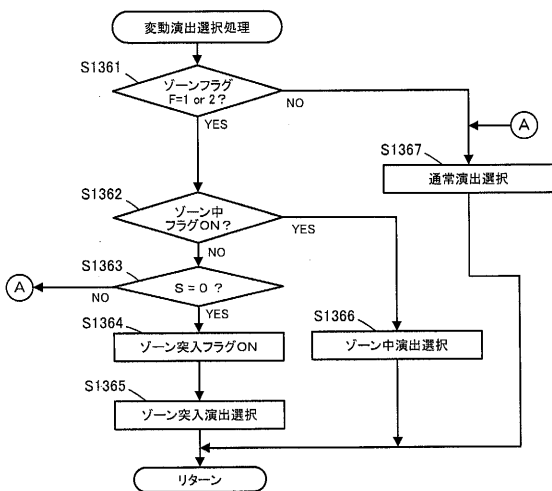 変動演出選択処理
S1361
ゾーンフラグ
F=1 or 2?
NO
YES
A
S1367
通常演出選択
S1362
ゾーン中
フラグON?
YES
NO
S1363
A
S=0?
NO
YES
S1364
ゾーン突入フラグON
S1366
ゾーン中演出選択
S1365
ゾーン突入演出選択
リターン